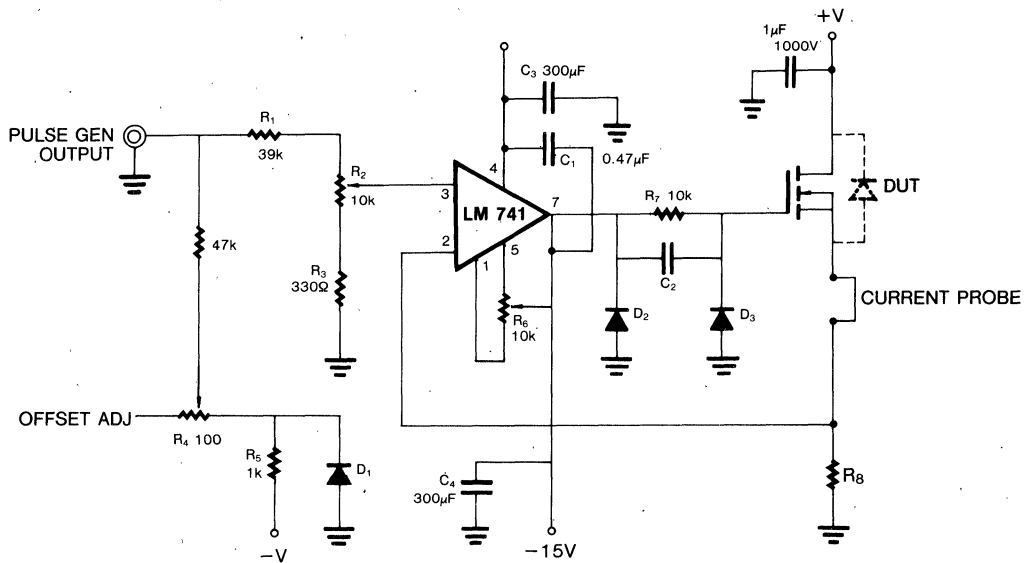 +V
1µF
1000V
C3 300µF
PULSE GEN
OUTPUT
R1
39k
C1
0.47µF
4
R2
10k
3
LM 741
7
R7 10k
DUT
2
5
1
47k
C2
R3
330Ω
R6
10k
D2
D3
CURRENT PROBE
OFFSET ADJ
R4 100
R5
1k
D1
C4
300µF
R8
−V
−15V